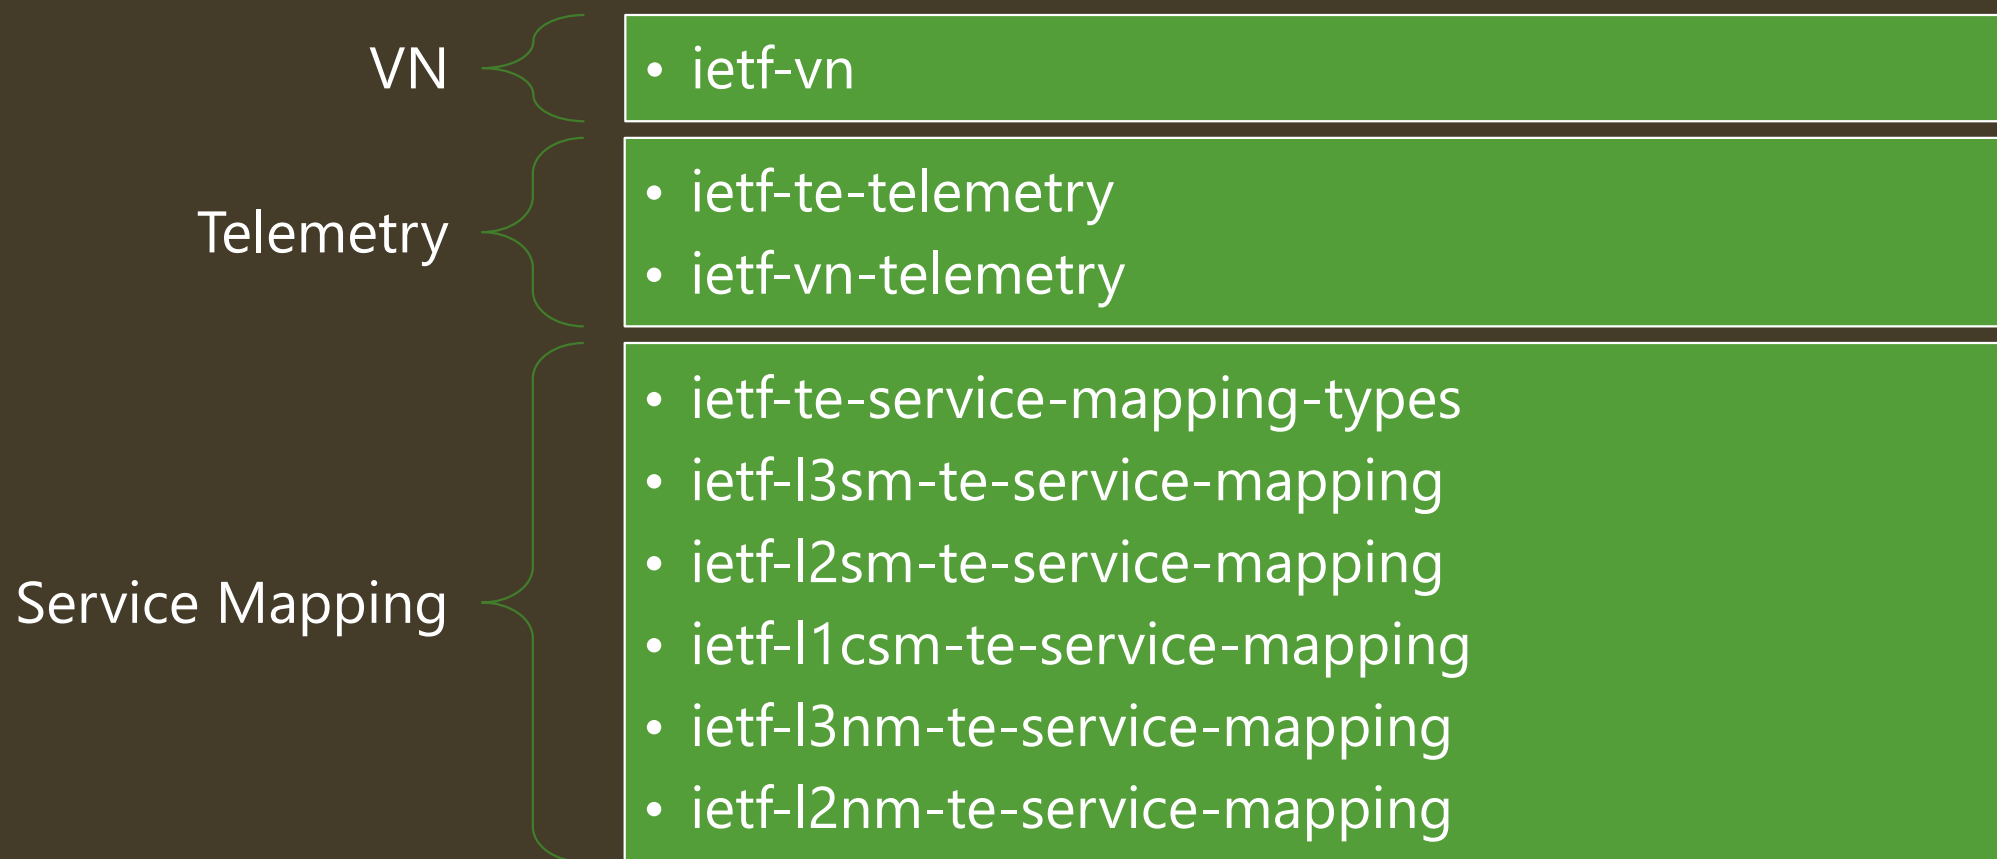 VN
• ietf-vn
Telemetry
• ietf-te-telemetry
• ietf-vn-telemetry
Service Mapping
• ietf-te-service-mapping-types
• ietf-l3sm-te-service-mapping
• ietf-l2sm-te-service-mapping
• ietf-l1csm-te-service-mapping
• ietf-l3nm-te-service-mapping
• ietf-l2nm-te-service-mapping